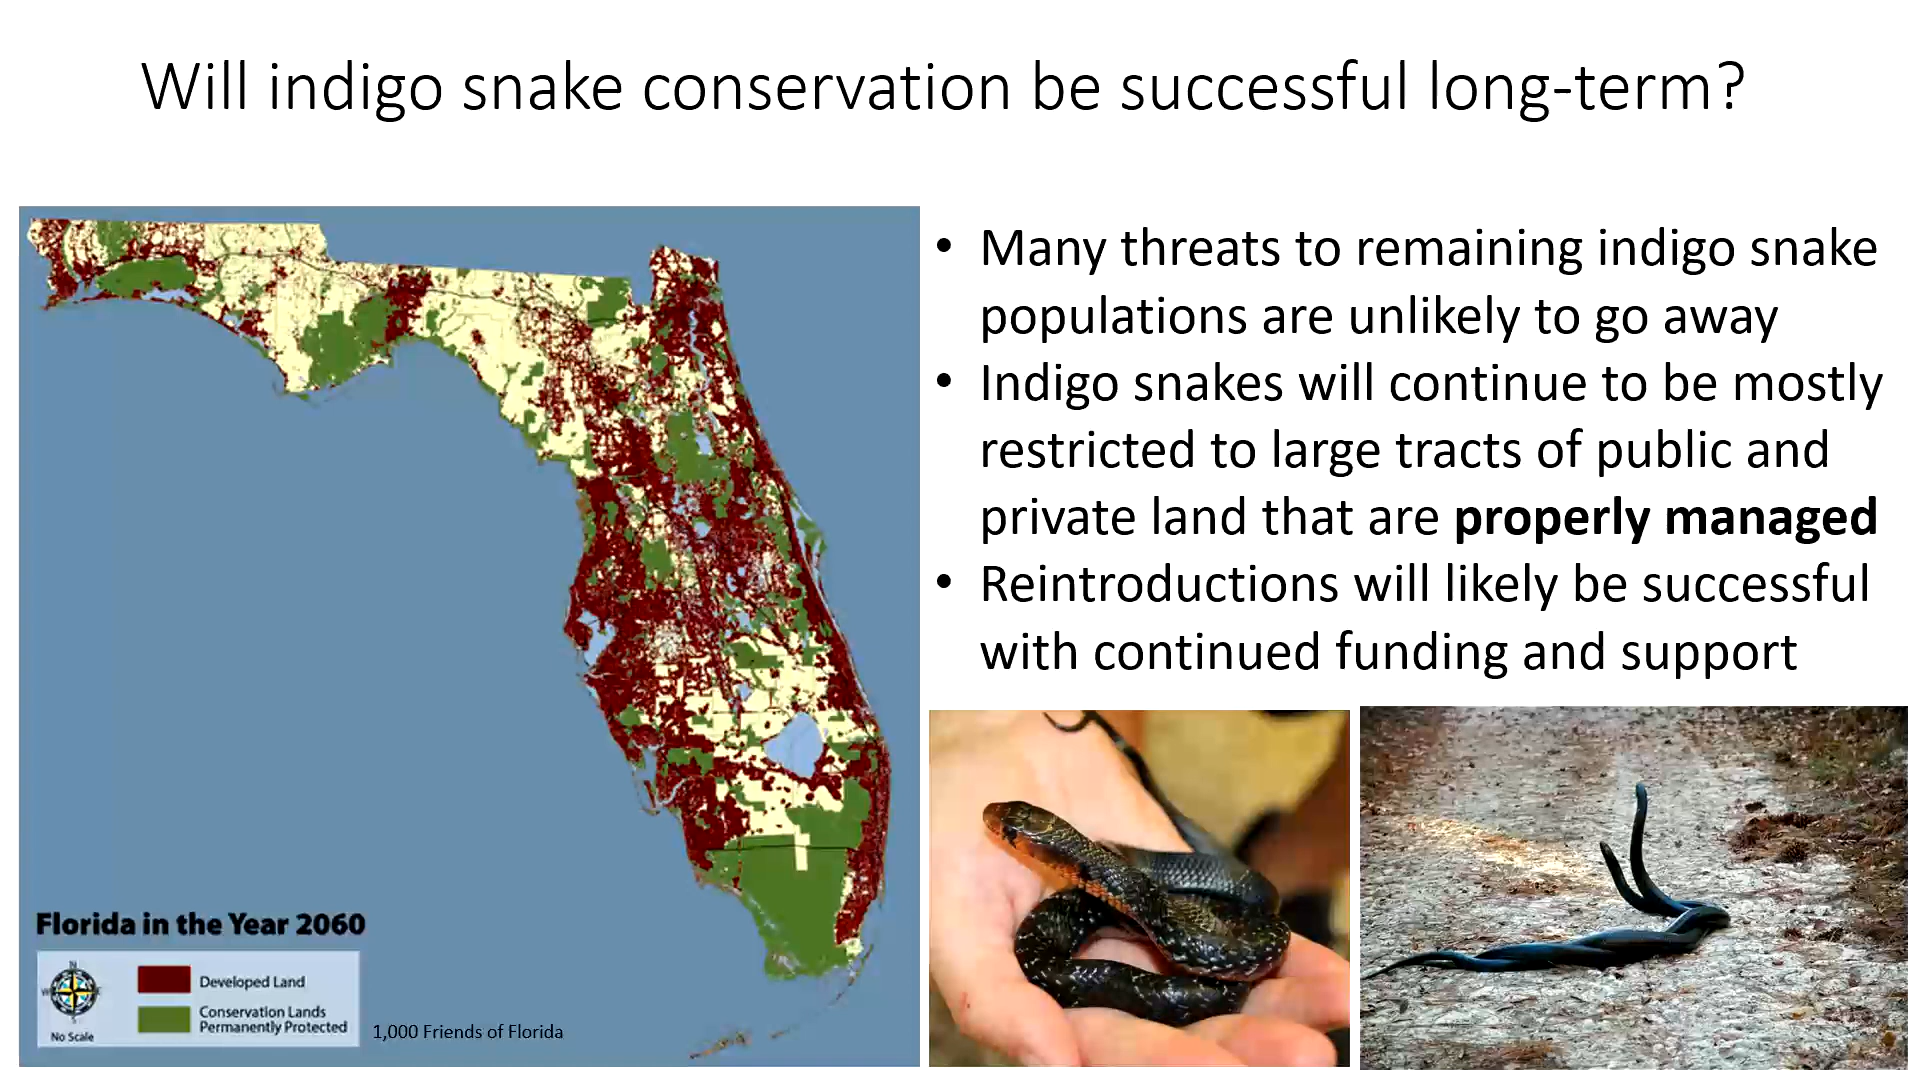 Will indigo snake conservation be successful long-term?
• Many threats to remaining indigo snake
populations are unlikely to go away
• Indigo snakes will continue to be mostly
restricted to large tracts of public and
private land that are properly managed
• Reintroductions will likely be successful
with continued funding and support
Florida in the Year 2060
N
W E
S
Developed Land
Conservation Lands
Permanently Protected
No Scale
1,000 Friends of Florida